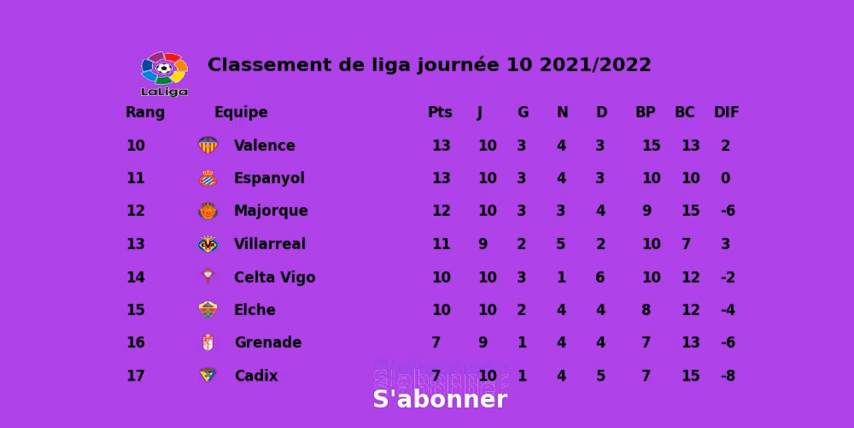 Classement de liga journée 10 2021/2022
LaLiga
Rang Equipe Pts J G N D BP BC DIF
10 Valence 13 10 3 4 3 15 13 2
11 Espanyol 13 10 3 4 3 10 10 0
12 Majorque 12 10 3 3 4 9 15 -6
13 Villarreal 11 9 2 5 2 10 7 3
14 Celta Vigo 10 10 3 1 6 10 12 -2
15 Elche 10 10 2 4 4 8 12 -4
16 Grenade 7 9 1 4 4 7 13 -6
17 Cadix 7 10 1 4 5 7 15 -8
S'abonner